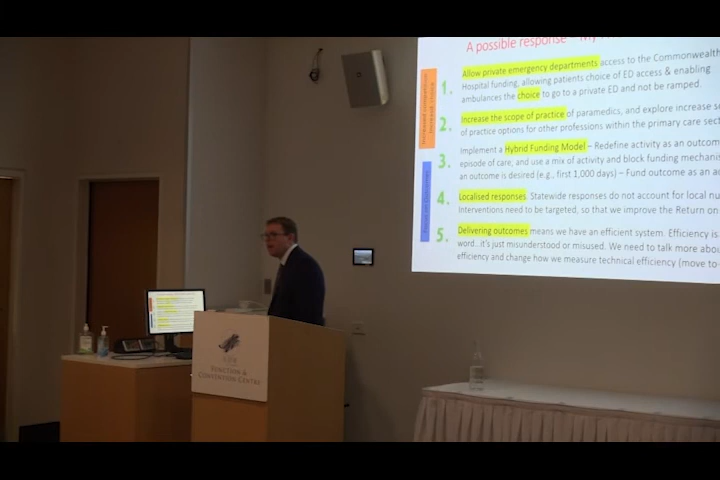 A possible response – My
1. Allow private emergency departments access to the Commonwealth
Hospital funding, allowing patients choice of ED access & enabling
ambulances the choice to go to a private ED and not be ramped.
2. Increase the scope of practice of paramedics, and explore increase
of practice options for other professions within the primary care
3. Implement a Hybrid Funding Model – Redefine activity as an
episode of care, and use a mix of activity and block funding
an outcome is desired (e.g., first 1,000 days) – Fund outcome as an
4. Localised responses. Statewide responses do not account for local
Interventions need to be targeted, so that we improve the Return on
5. Delivering outcomes means we have an efficient system. Efficiency is
word..it's just misunderstood or misused. We need to talk more
efficiency and change how we measure technical efficiency (move
FUNCTION &
CONVENTION CENTRE